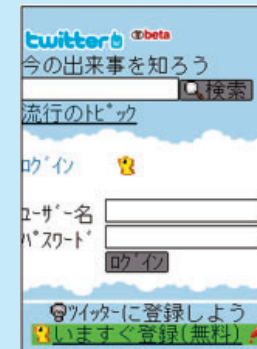 twitter beta
今の出来事を知ろう
検索
流行のﾄﾋﾟｯｸ
ﾛｸﾞｲﾝ
ﾕｰｻﾞｰ名
ﾊﾟｽﾜｰﾄﾞ
ﾛｸﾞｲﾝ
ﾂｲｯﾀｰに登録しよう
いますぐ登録(無料)